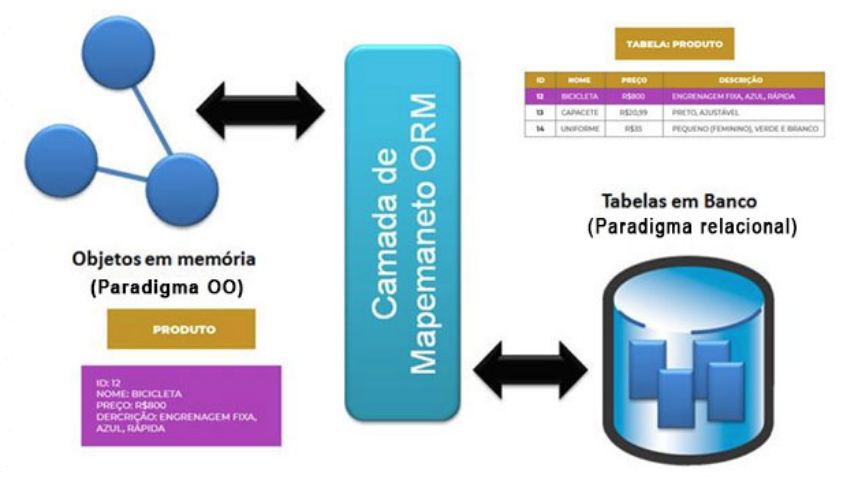 TABELA: PRODUTO
ID NOME PREÇO DESCRIÇÃO
12 BICICLETA R$800 ENGRENAGEM FIXA, AZUL, RÁPIDA
13 CAPACETE R$20,99 PRETO, AJUSTÁVEL
14 UNIFORME R$35 PEQUENO (FEMININO), VERDE E BRANCO
Camada de
Mapemaneto ORM
Tabelas em Banco
(Paradigma relacional)
Objetos em memória
(Paradigma OO)
PRODUTO
ID: 12
NOME: BICICLETA
PREÇO: R$800
DERCRIÇÃO: ENGRENAGEM FIXA,
AZUL, RÁPIDA